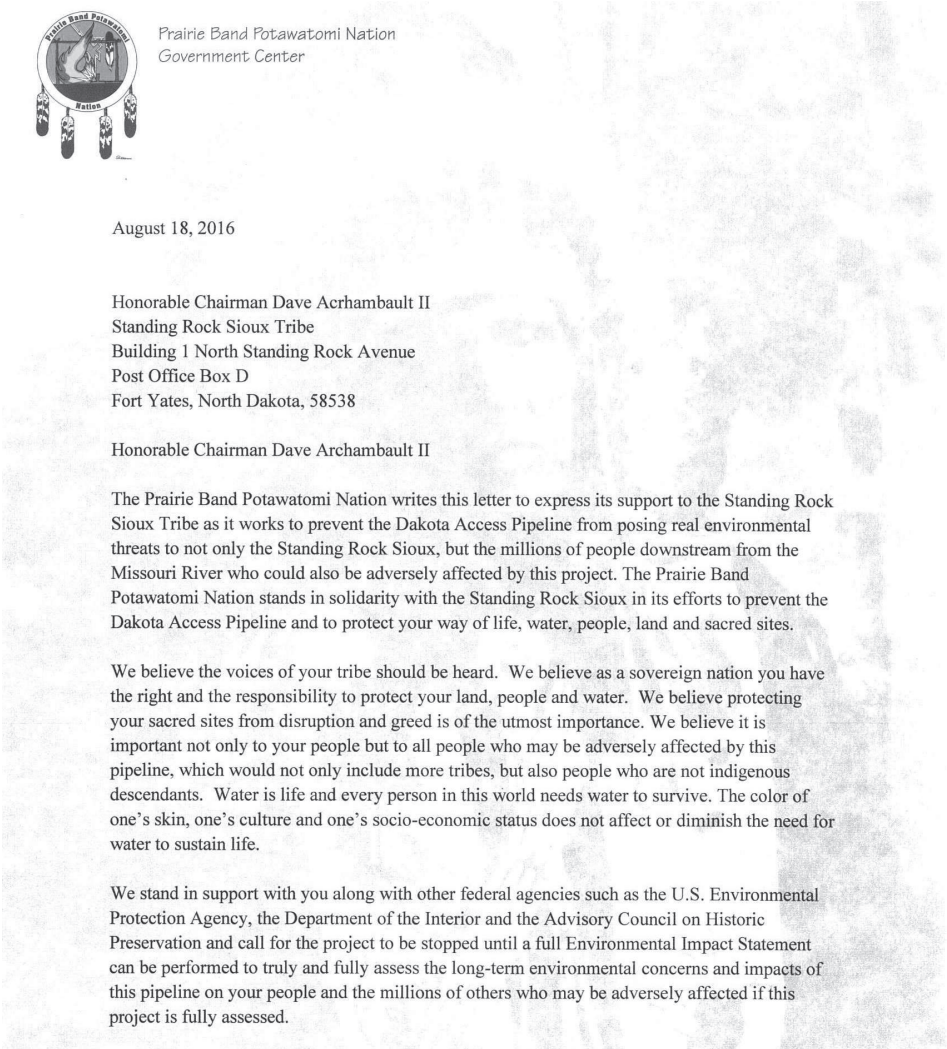 Prairie Band Potawatomi
Nation
Prairie Band Potawatomi Nation
Government Center
August 18, 2016
Honorable Chairman Dave Acrhambault II
Standing Rock Sioux Tribe
Building 1 North Standing Rock Avenue
Post Office Box D
Fort Yates, North Dakota, 58538
Honorable Chairman Dave Archambault II
The Prairie Band Potawatomi Nation writes this letter to express its support to the Standing Rock
Sioux Tribe as it works to prevent the Dakota Access Pipeline from posing real environmental
threats to not only the Standing Rock Sioux, but the millions of people downstream from the
Missouri River who could also be adversely affected by this project. The Prairie Band
Potawatomi Nation stands in solidarity with the Standing Rock Sioux in its efforts to prevent the
Dakota Access Pipeline and to protect your way of life, water, people, land and sacred sites.
We believe the voices of your tribe should be heard. We believe as a sovereign nation you have
the right and the responsibility to protect your land, people and water. We believe protecting
your sacred sites from disruption and greed is of the utmost importance. We believe it is
important not only to your people but to all people who may be adversely affected by this
pipeline, which would not only include more tribes, but also people who are not indigenous
descendants. Water is life and every person in this world needs water to survive. The color of
one's skin, one's culture and one's socio-economic status does not affect or diminish the need for
water to sustain life.
We stand in support with you along with other federal agencies such as the U.S. Environmental
Protection Agency, the Department of the Interior and the Advisory Council on Historic
Preservation and call for the project to be stopped until a full Environmental Impact Statement
can be performed to truly and fully assess the long-term environmental concerns and impacts of
this pipeline on your people and the millions of others who may be adversely affected if this
project is fully assessed.